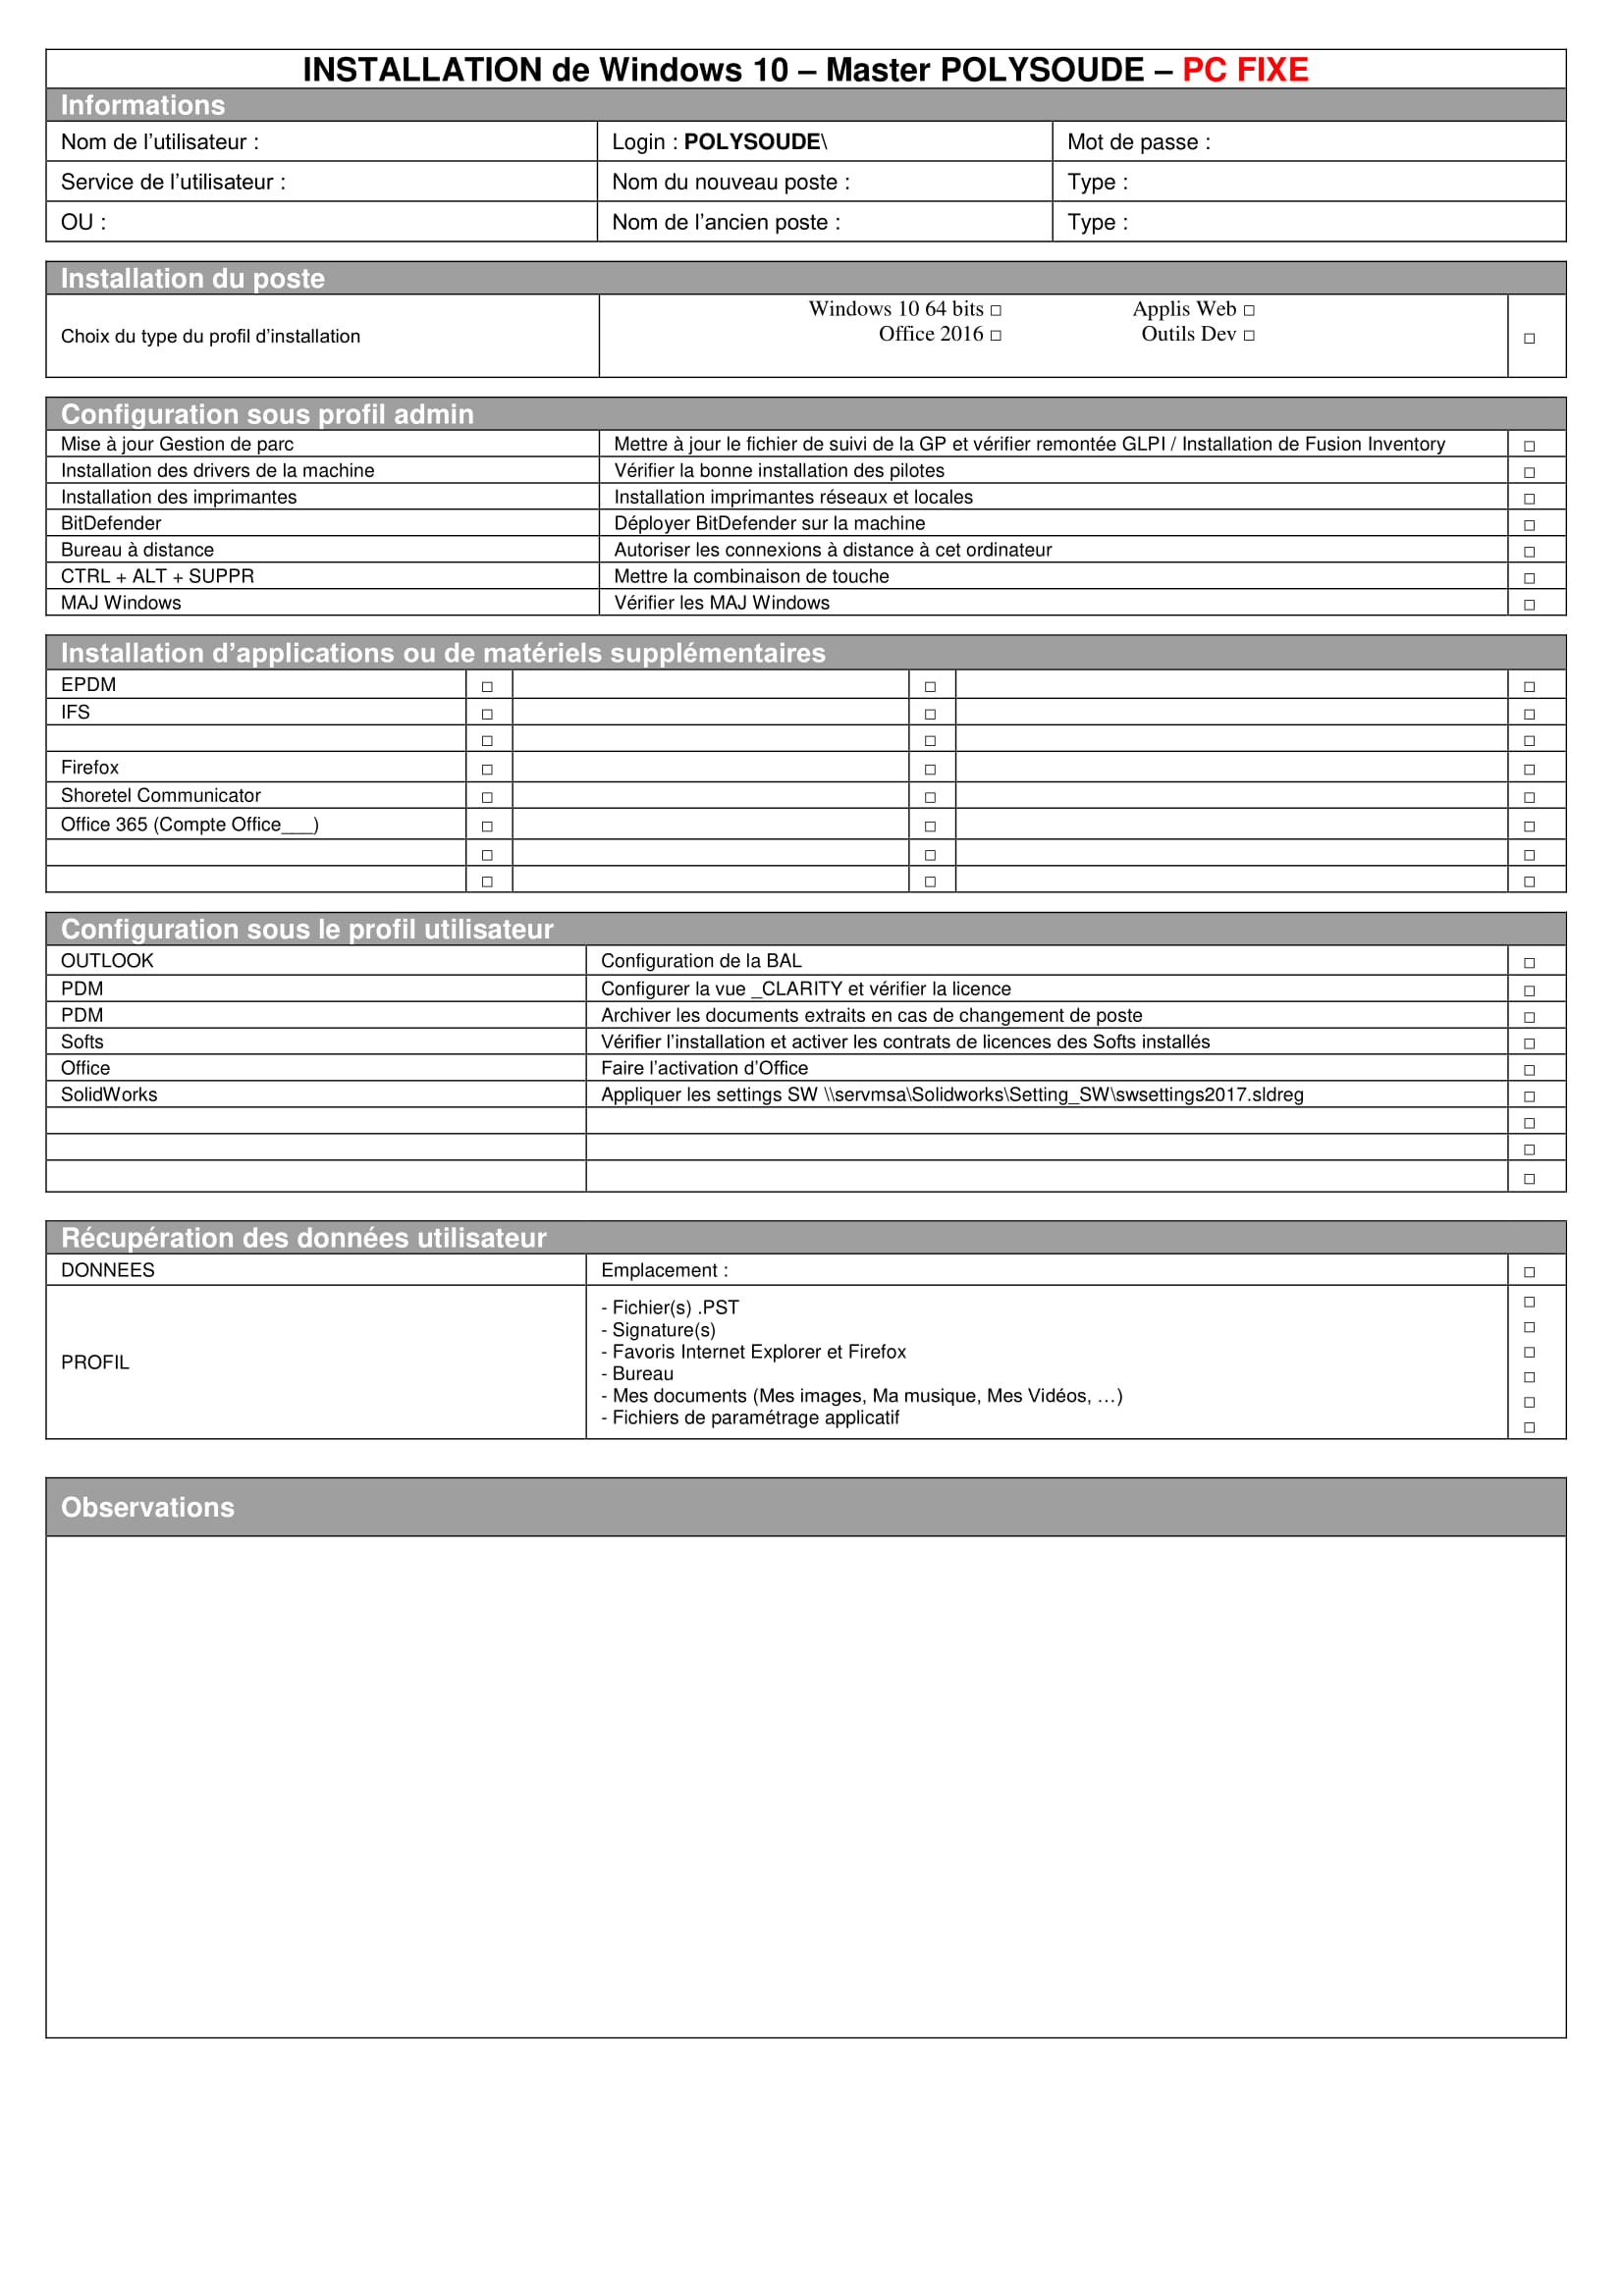 INSTALLATION de Windows 10 – Master POLYSOUDE – PC FIXE
Informations
Nom de l’utilisateur : Login : POLYSOUDE\ Mot de passe :
Service de l’utilisateur : Nom du nouveau poste : Type :
OU : Nom de l’ancien poste : Type :
Installation du poste
Choix du type du profil d’installation
Windows 10 64 bits □ Applis Web □
Office 2016 □ Outils Dev □
□
Configuration sous profil admin
Mise à jour Gestion de parc Mettre à jour le fichier de suivi de la GP et vérifier remontée GLPI / Installation de Fusion Inventory □
Installation des drivers de la machine Vérifier la bonne installation des pilotes □
Installation des imprimantes Installation imprimantes réseaux et locales □
BitDefender Déployer BitDefender sur la machine □
Bureau à distance Autoriser les connexions à distance à cet ordinateur □
CTRL + ALT + SUPPR Mettre la combinaison de touche □
MAJ Windows Vérifier les MAJ Windows □
Installation d’applications ou de matériels supplémentaires
EPDM □ □ □
IFS □ □ □
□ □ □
Firefox □ □ □
Shoretel Communicator □ □ □
Office 365 (Compte Office___) □ □ □
□ □ □
□ □ □
Configuration sous le profil utilisateur
OUTLOOK Configuration de la BAL □
PDM Configurer la vue _CLARITY et vérifier la licence □
PDM Archiver les documents extraits en cas de changement de poste □
Softs Vérifier l’installation et activer les contrats de licences des Softs installés □
Office Faire l’activation d’Office □
SolidWorks Appliquer les settings SW \\servmsa\Solidworks\Setting_SW\swsettings2017.sldreg □
□
□
□
Récupération des données utilisateur
DONNEES Emplacement : □
PROFIL
- Fichier(s) .PST □
- Signature(s) □
- Favoris Internet Explorer et Firefox □
- Bureau □
- Mes documents (Mes images, Ma musique, Mes Vidéos, …) □
- Fichiers de paramétrage applicatif □
Observations